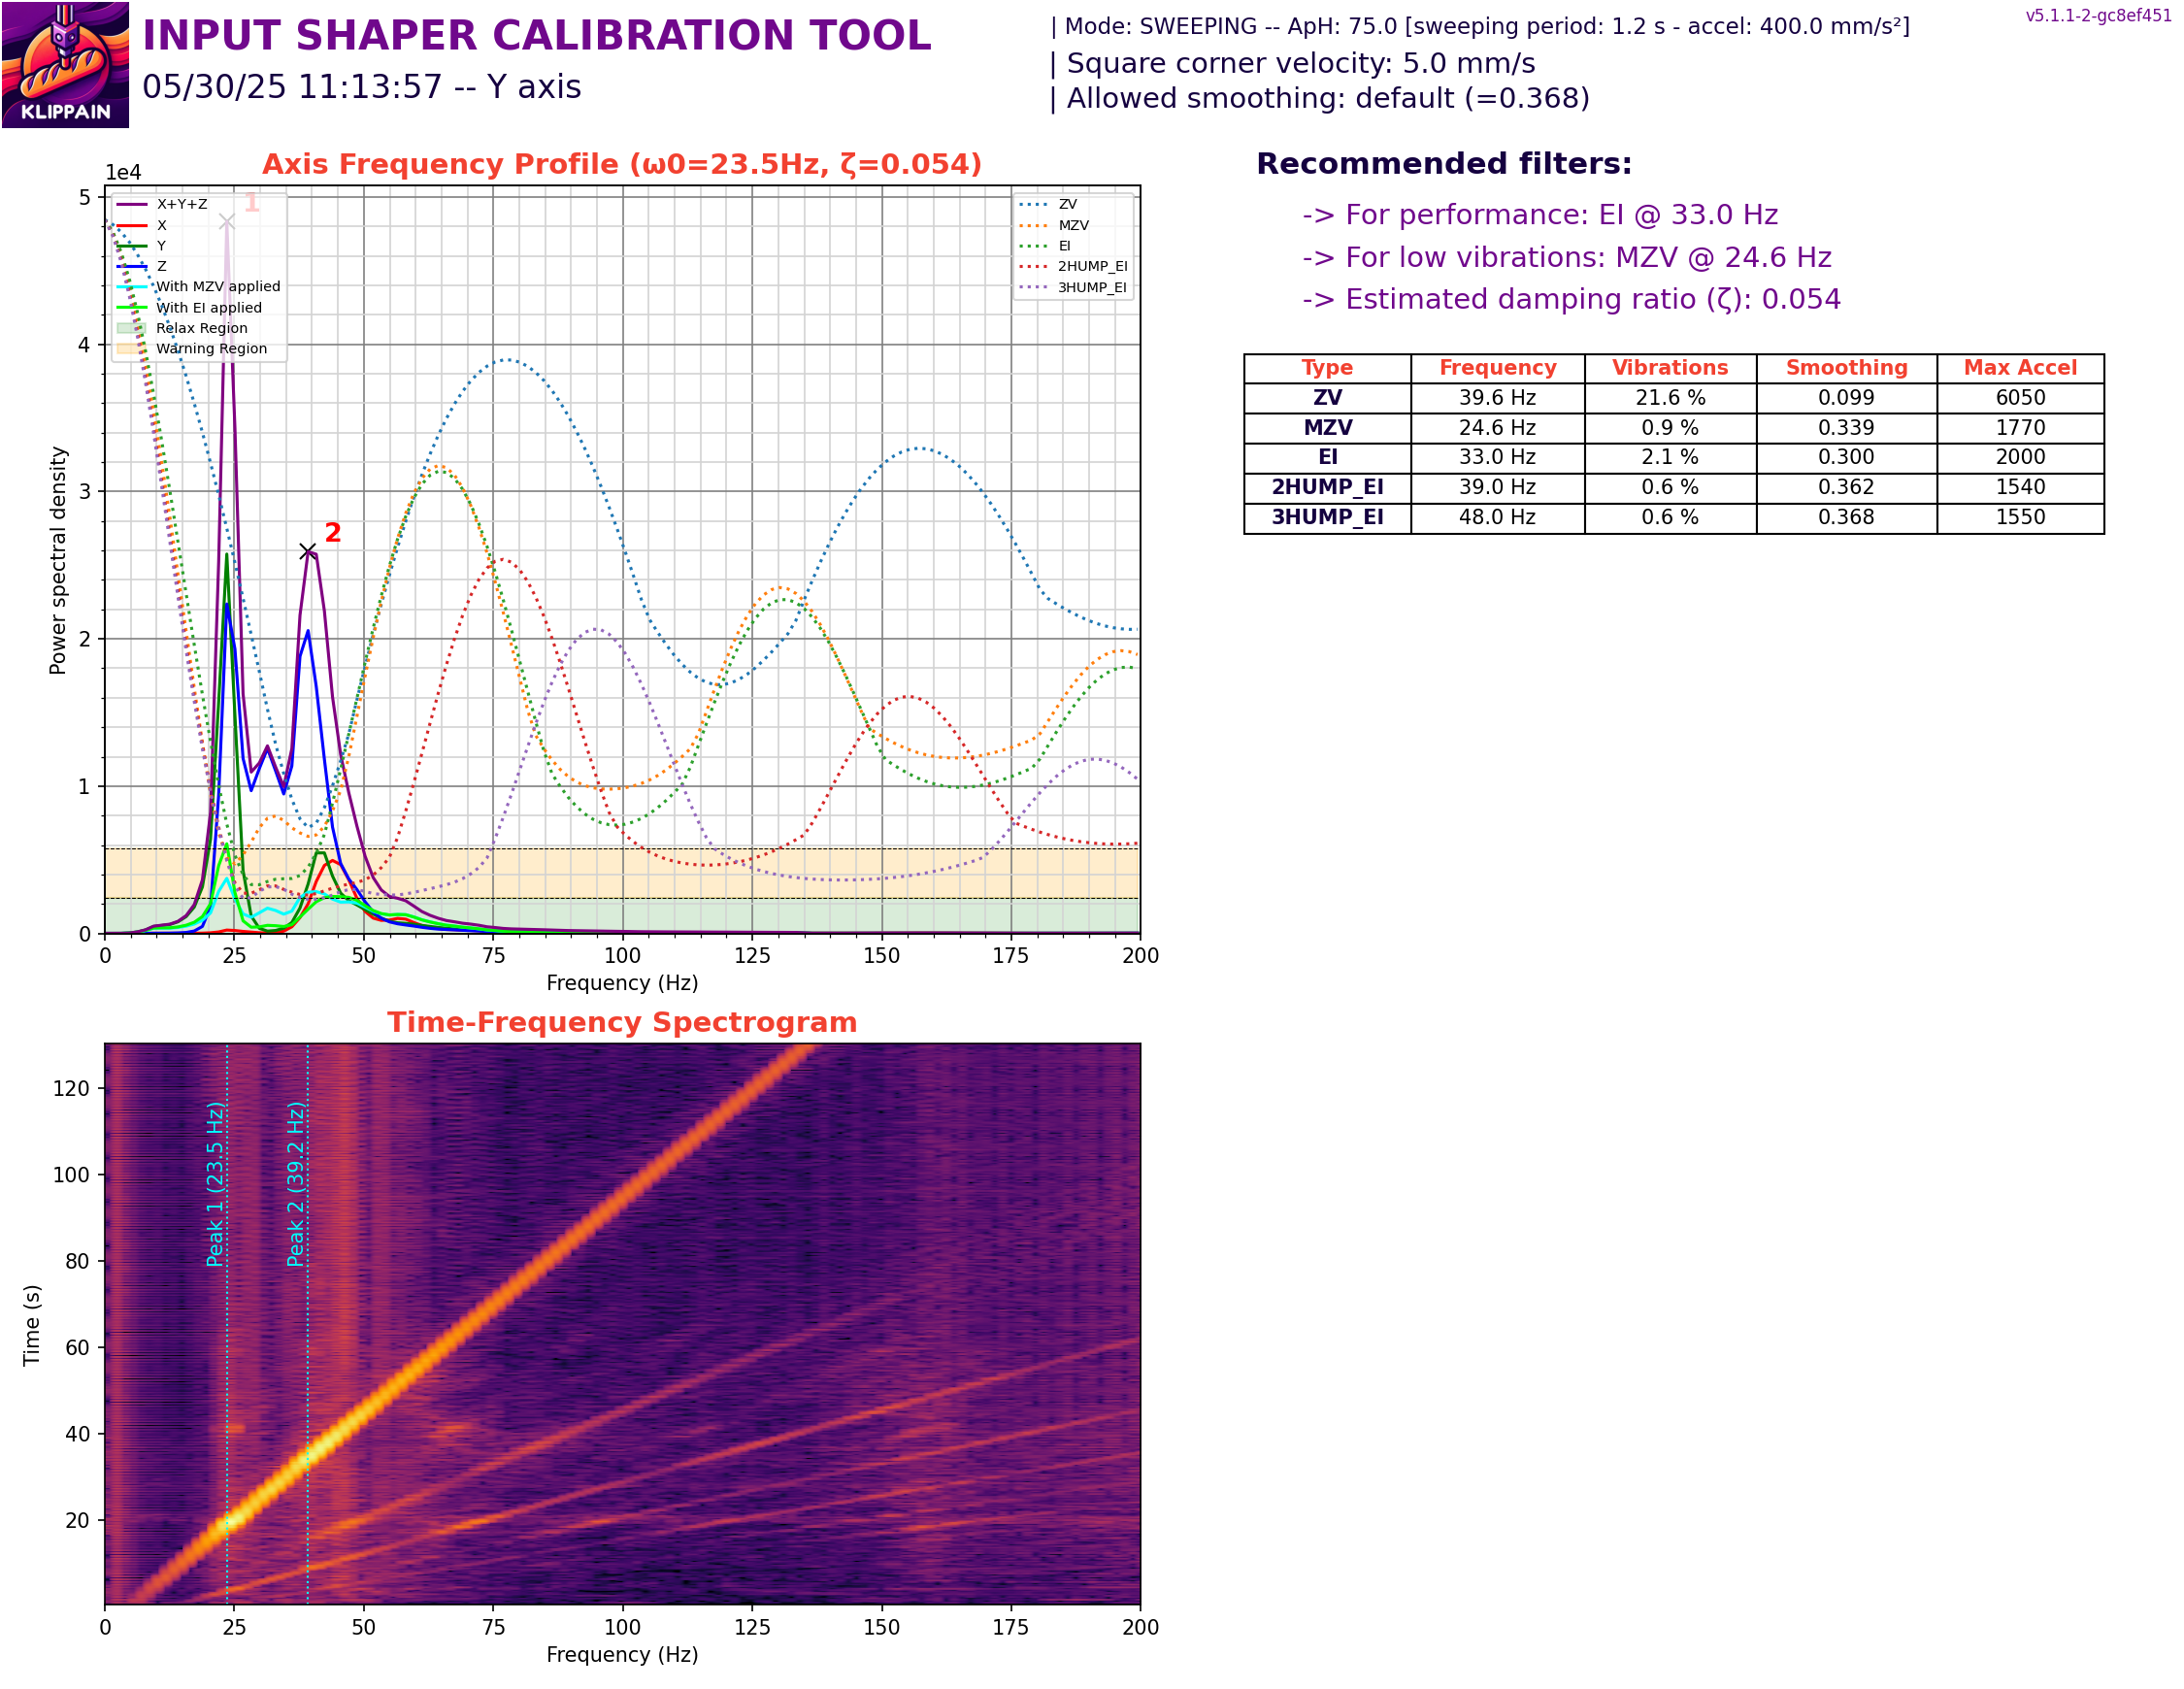 KLIPPAIN
INPUT SHAPER CALIBRATION TOOL
05/30/25 11:13:57 -- Y axis
| Mode: SWEEPING -- ApH: 75.0 [sweeping period: 1.2 s - accel: 400.0 mm/s²]
| Square corner velocity: 5.0 mm/s
| Allowed smoothing: default (=0.368)
v5.1.1-2-gc8ef451
Axis Frequency Profile (ω0=23.5Hz, ζ=0.054)
1e4
5
4
3
2
1
0
Power spectral density
X+Y+Z
X
Y
Z
With MZV applied
With EI applied
Relax Region
Warning Region
1
2
ZV
MZV
EI
2HUMP_EI
3HUMP_EI
0 25 50 75 100 125 150 175 200
Frequency (Hz)
Recommended filters:
-> For performance: EI @ 33.0 Hz
-> For low vibrations: MZV @ 24.6 Hz
-> Estimated damping ratio (ζ): 0.054
Type Frequency Vibrations Smoothing Max Accel
ZV 39.6 Hz 21.6 % 0.099 6050
MZV 24.6 Hz 0.9 % 0.339 1770
EI 33.0 Hz 2.1 % 0.300 2000
2HUMP_EI 39.0 Hz 0.6 % 0.362 1540
3HUMP_EI 48.0 Hz 0.6 % 0.368 1550
Time-Frequency Spectrogram
120
100
80
60
40
20
Time (s)
Peak 1 (23.5 Hz)
Peak 2 (39.2 Hz)
0 25 50 75 100 125 150 175 200
Frequency (Hz)